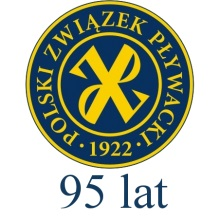 POLSKI ZWIĄZEK PŁYWACKI
· 1922 ·
95 lat